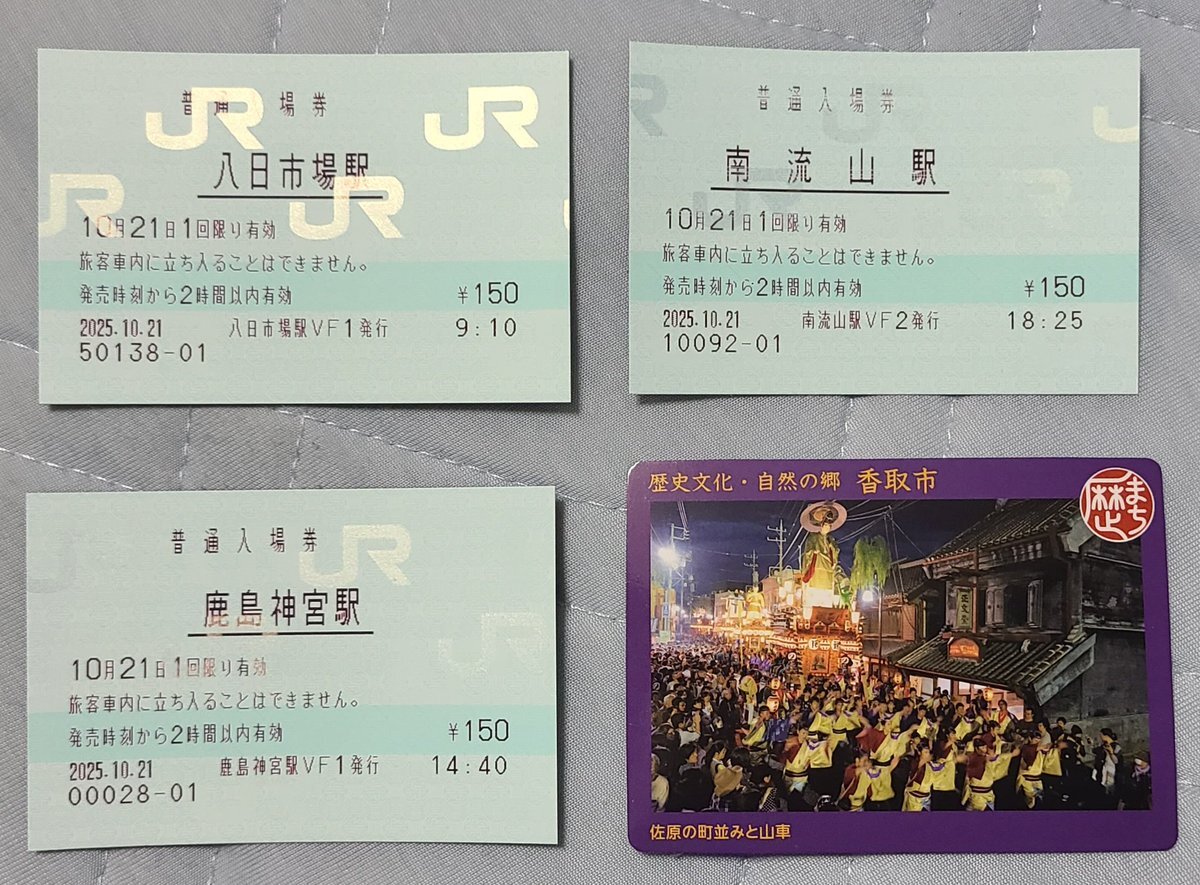 普通入場券
八日市場駅
10月21日1回限り有効
旅客車内に立ち入ることはできません。
発売時刻から2時間以内有効 ¥150
2025.10.21 八日市場駅VF1発行 9:10
50138-01
普通入場券
南流山駅
10月21日1回限り有効
旅客車内に立ち入ることはできません。
発売時刻から2時間以内有効 ¥150
2025.10.21 南流山駅VF2発行 18:25
10092-01
普通入場券
鹿島神宮駅
10月21日1回限り有効
旅客車内に立ち入ることはできません。
発売時刻から2時間以内有効 ¥150
2025.10.21 鹿島神宮駅VF1発行 14:40
00028-01
歴史文化・自然の郷 香取市
歴まち
佐原の町並みと山車
JR